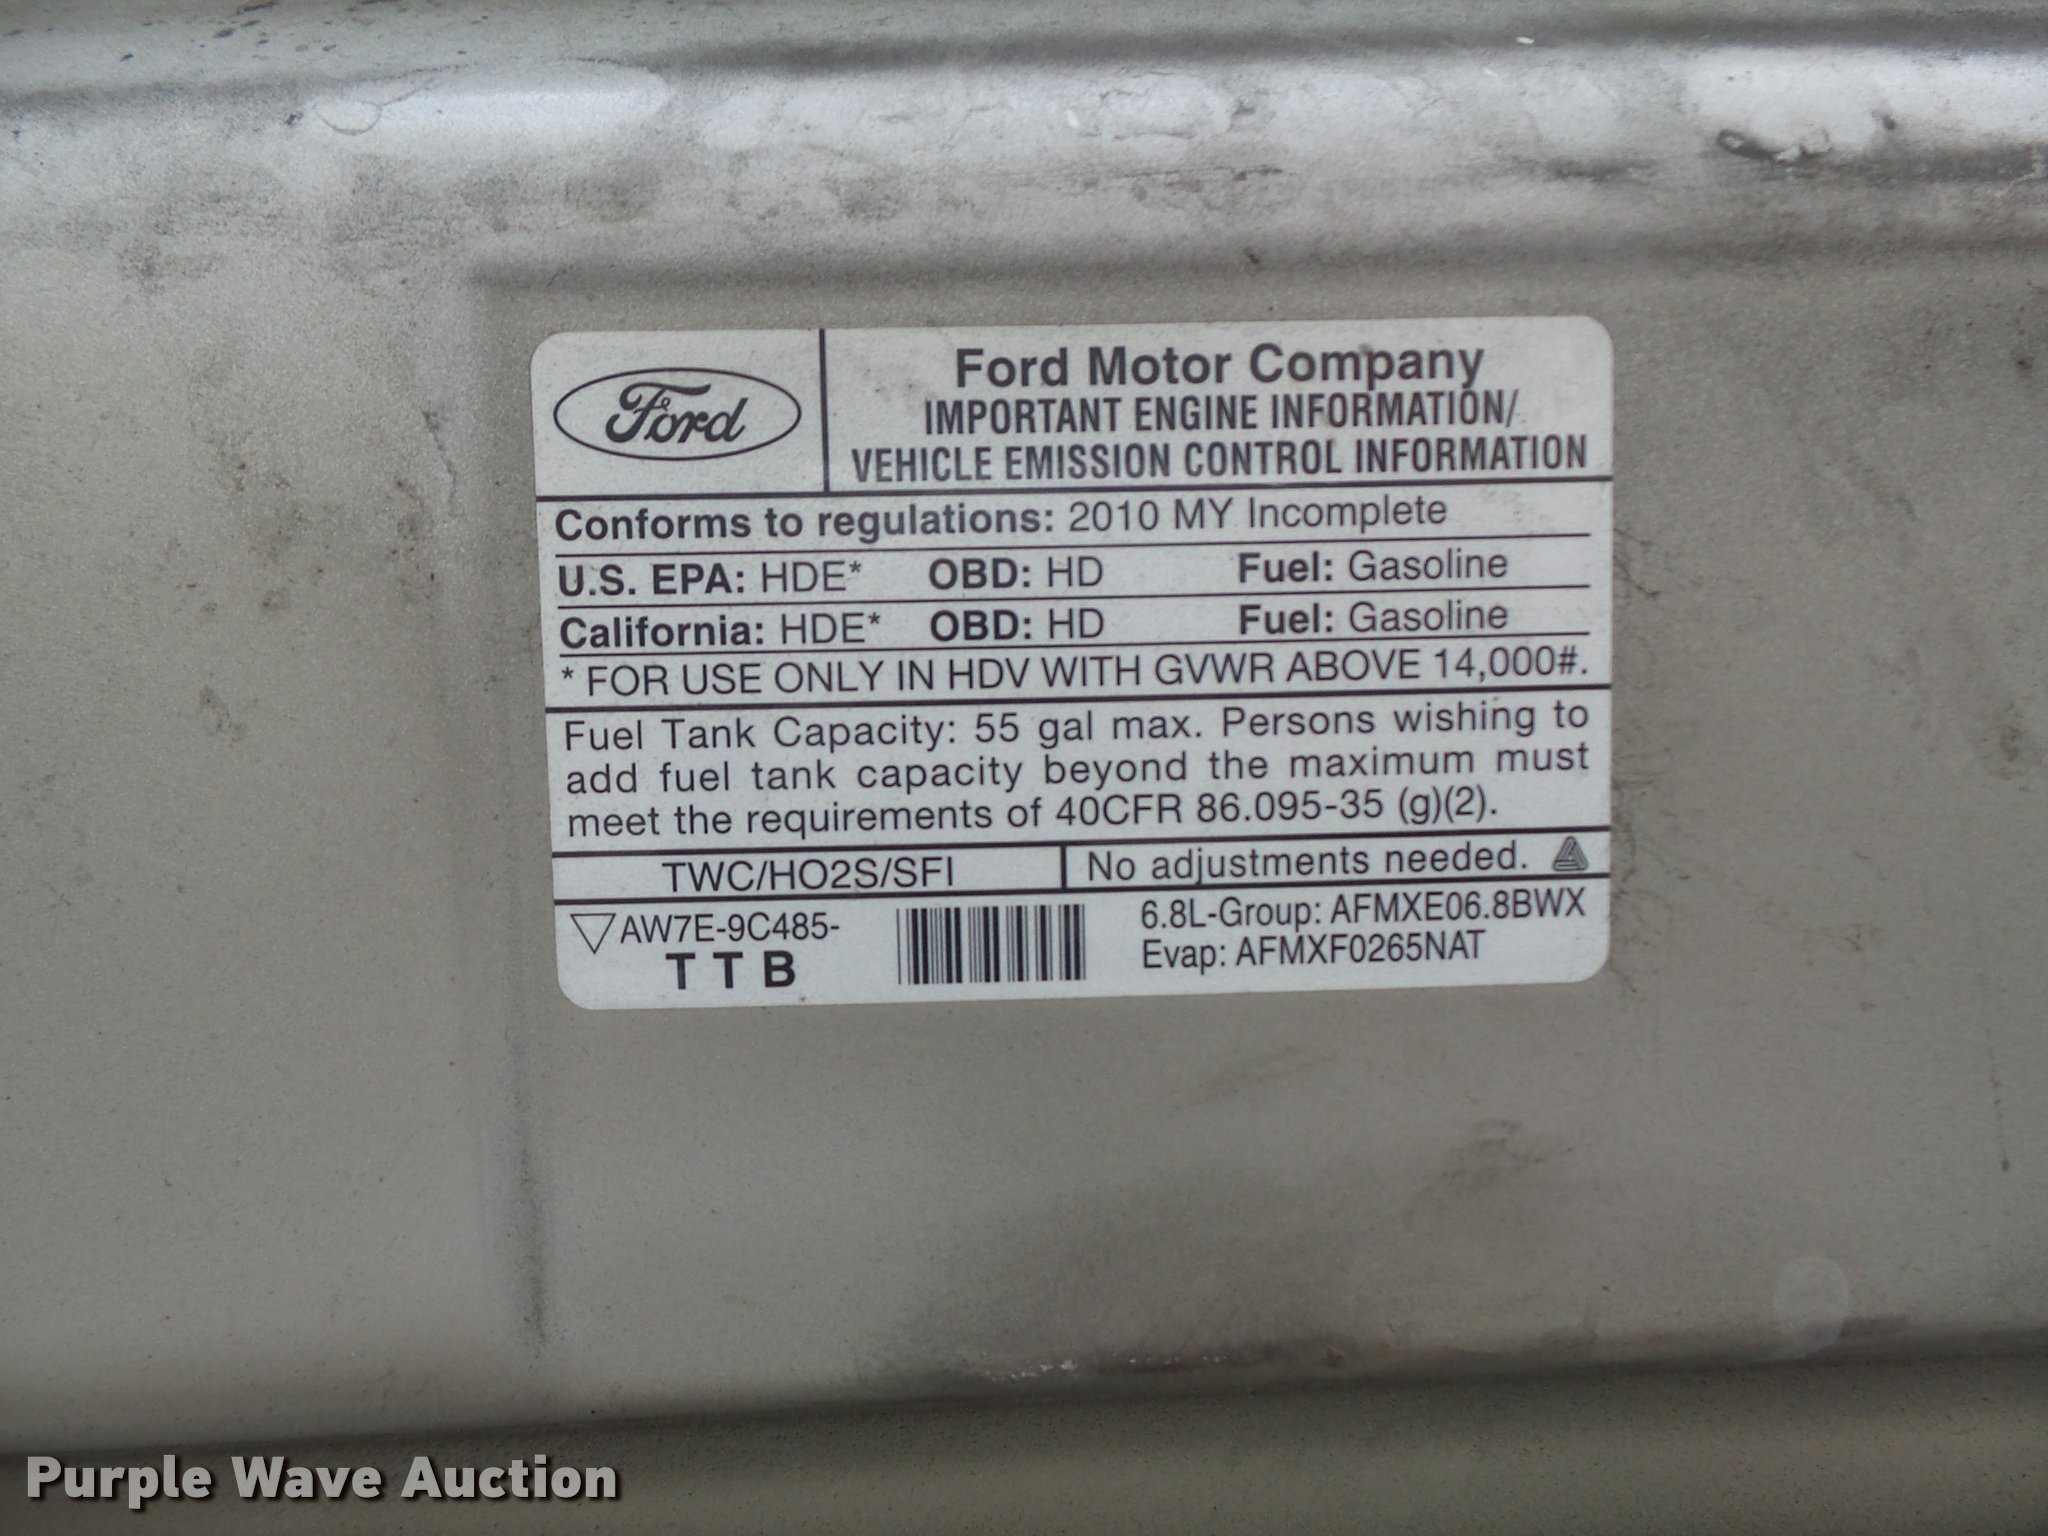 Ford
Ford Motor Company
IMPORTANT ENGINE INFORMATION/
VEHICLE EMISSION CONTROL INFORMATION
Conforms to regulations: 2010 MY Incomplete
U.S. EPA: HDE* OBD: HD Fuel: Gasoline
California: HDE* OBD: HD Fuel: Gasoline
* FOR USE ONLY IN HDV WITH GVWR ABOVE 14,000#.
Fuel Tank Capacity: 55 gal max. Persons wishing to
add fuel tank capacity beyond the maximum must
meet the requirements of 40CFR 86.095-35 (g)(2).
TWC/HO2S/SFI
No adjustments needed.
AW7E-9C485-
T T B
6.8L-Group: AFMXE06.8BWX
Evap: AFMXF0265NAT
Purple Wave Auction